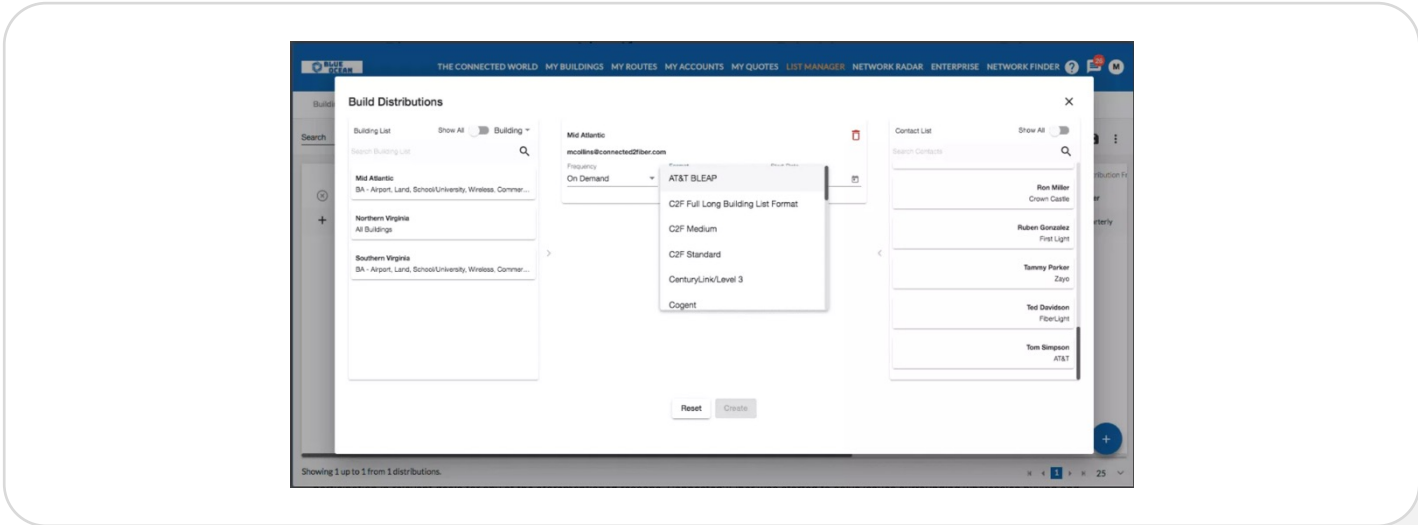 BLUE OCEAN
THE CONNECTED WORLD MY BUILDINGS MY ROUTES MY ACCOUNTS MY QUOTES LIST MANAGER NETWORK RADAR ENTERPRISE NETWORK FINDER ? M
Build Distributions
Search
Building List Show All Building
Search Building List
Mid Atlantic
BA - Airport, Land, School/University, Wireless, Commer...
Northern Virginia
All Buildings
Southern Virginia
BA - Airport, Land, School/University, Wireless, Commer...
Mid Atlantic
mcollins@connected2fiber.com
Frequency
On Demand
AT&T BLEAP
C2F Full Long Building List Format
C2F Medium
C2F Standard
CenturyLink/Level 3
Cogent
Contact List Show All
Search Contacts
Ron Miller
Crown Castle
Ruben Gonzalez
First Light
Tammy Parker
Zayo
Ted Davidson
FiberLight
Tom Simpson
AT&T
Reset Create
Showing 1 up to 1 from 1 distributions.
1 25